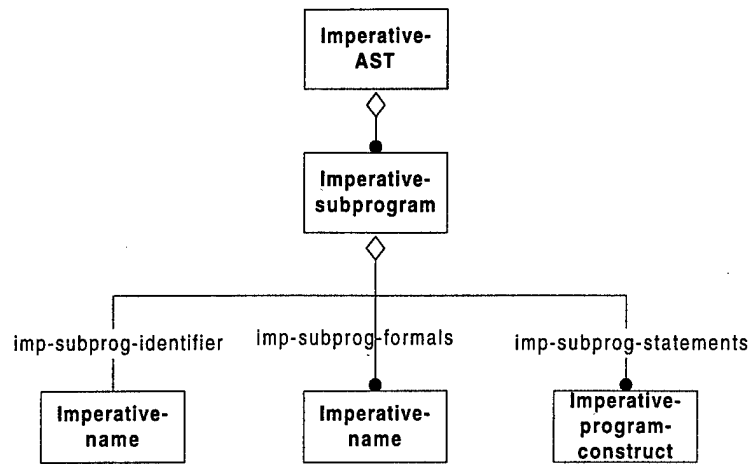 Imperative-
AST
Imperative-
subprogram
imp-subprog-identifier
imp-subprog-formals
imp-subprog-statements
Imperative-
name
Imperative-
name
Imperative-
program-
construct